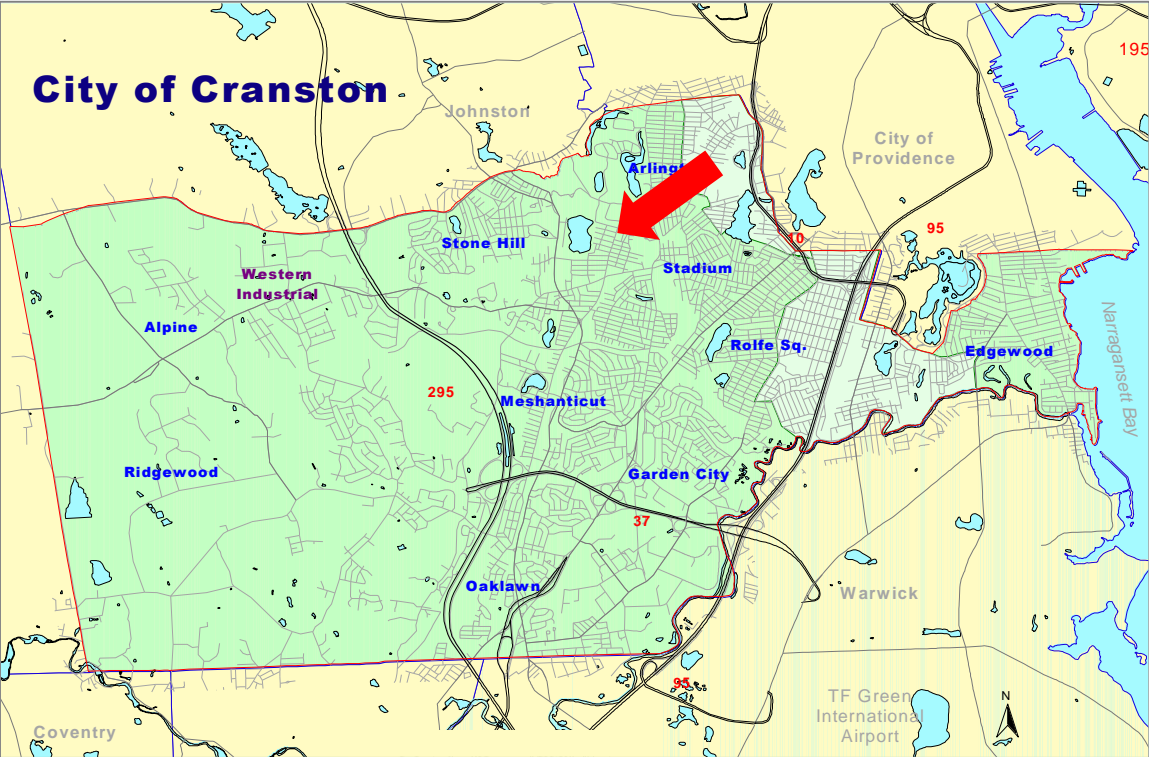 195
City of Cranston
Johnston
City of
Providence
Arlingt
95
10
Stone Hill
Stadium
Western
Industrial
Alpine
Rolfe Sq.
Edgewood
Narragansett Bay
295
Meshanticut
Ridgewood
Garden City
37
Oaklawn
Warwick
95
TF Green
International
Airport
N
Coventry